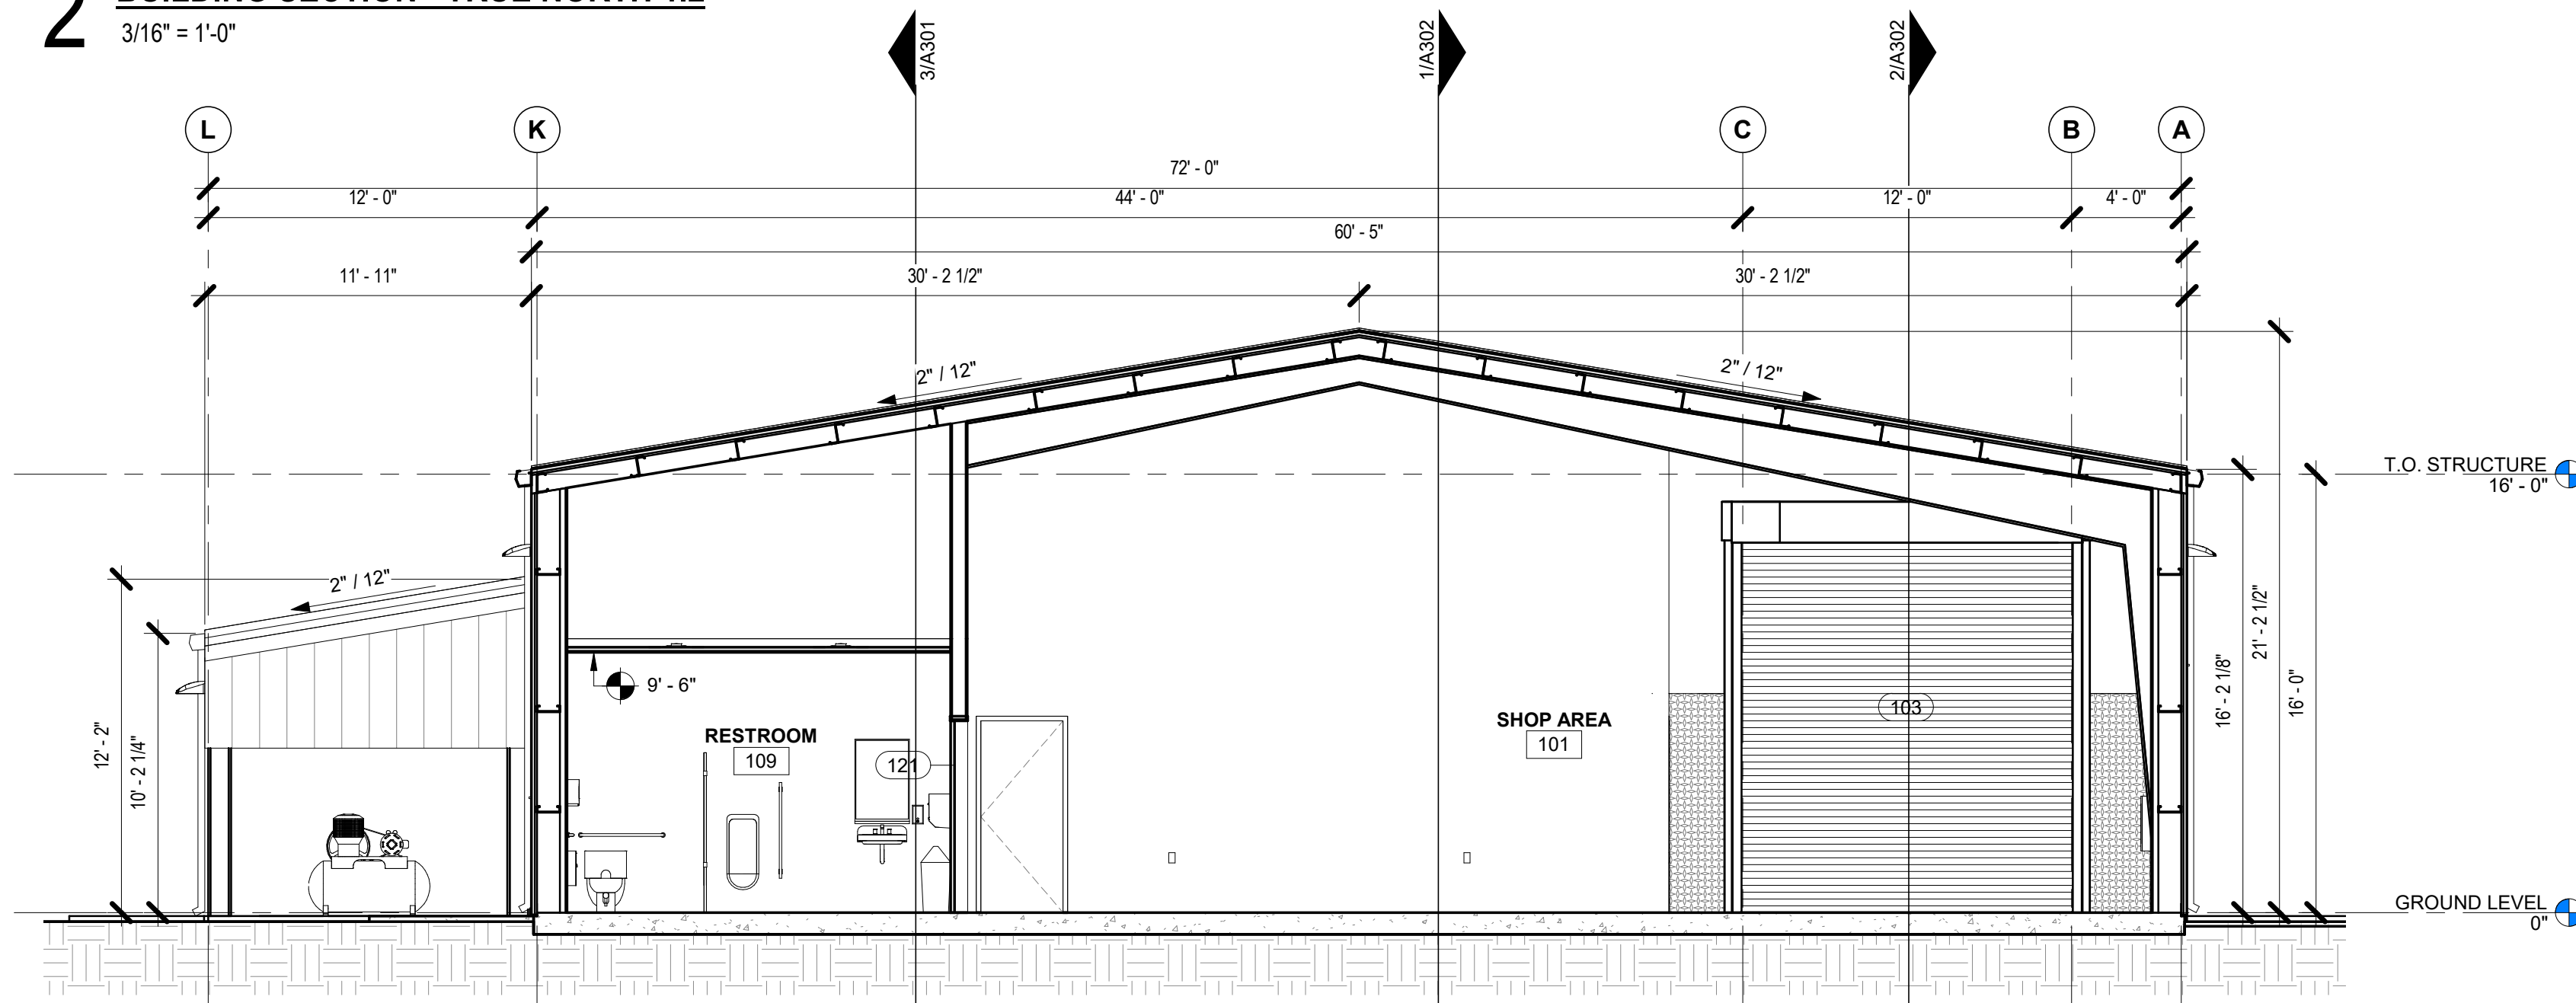 2
3/16" = 1'-0"
3/A301
1/A302
2/A302
L
K
C
B
A
72' - 0"
12' - 0"
44' - 0"
12' - 0"
4' - 0"
60' - 5"
11' - 11"
30' - 2 1/2"
30' - 2 1/2"
2" / 12"
2" / 12"
T.O. STRUCTURE
16' - 0"
2" / 12"
12' - 2"
10' - 2 1/4"
9' - 6"
RESTROOM
109
121
SHOP AREA
101
103
16' - 2 1/8"
21' - 2 1/2"
16' - 0"
GROUND LEVEL
0"